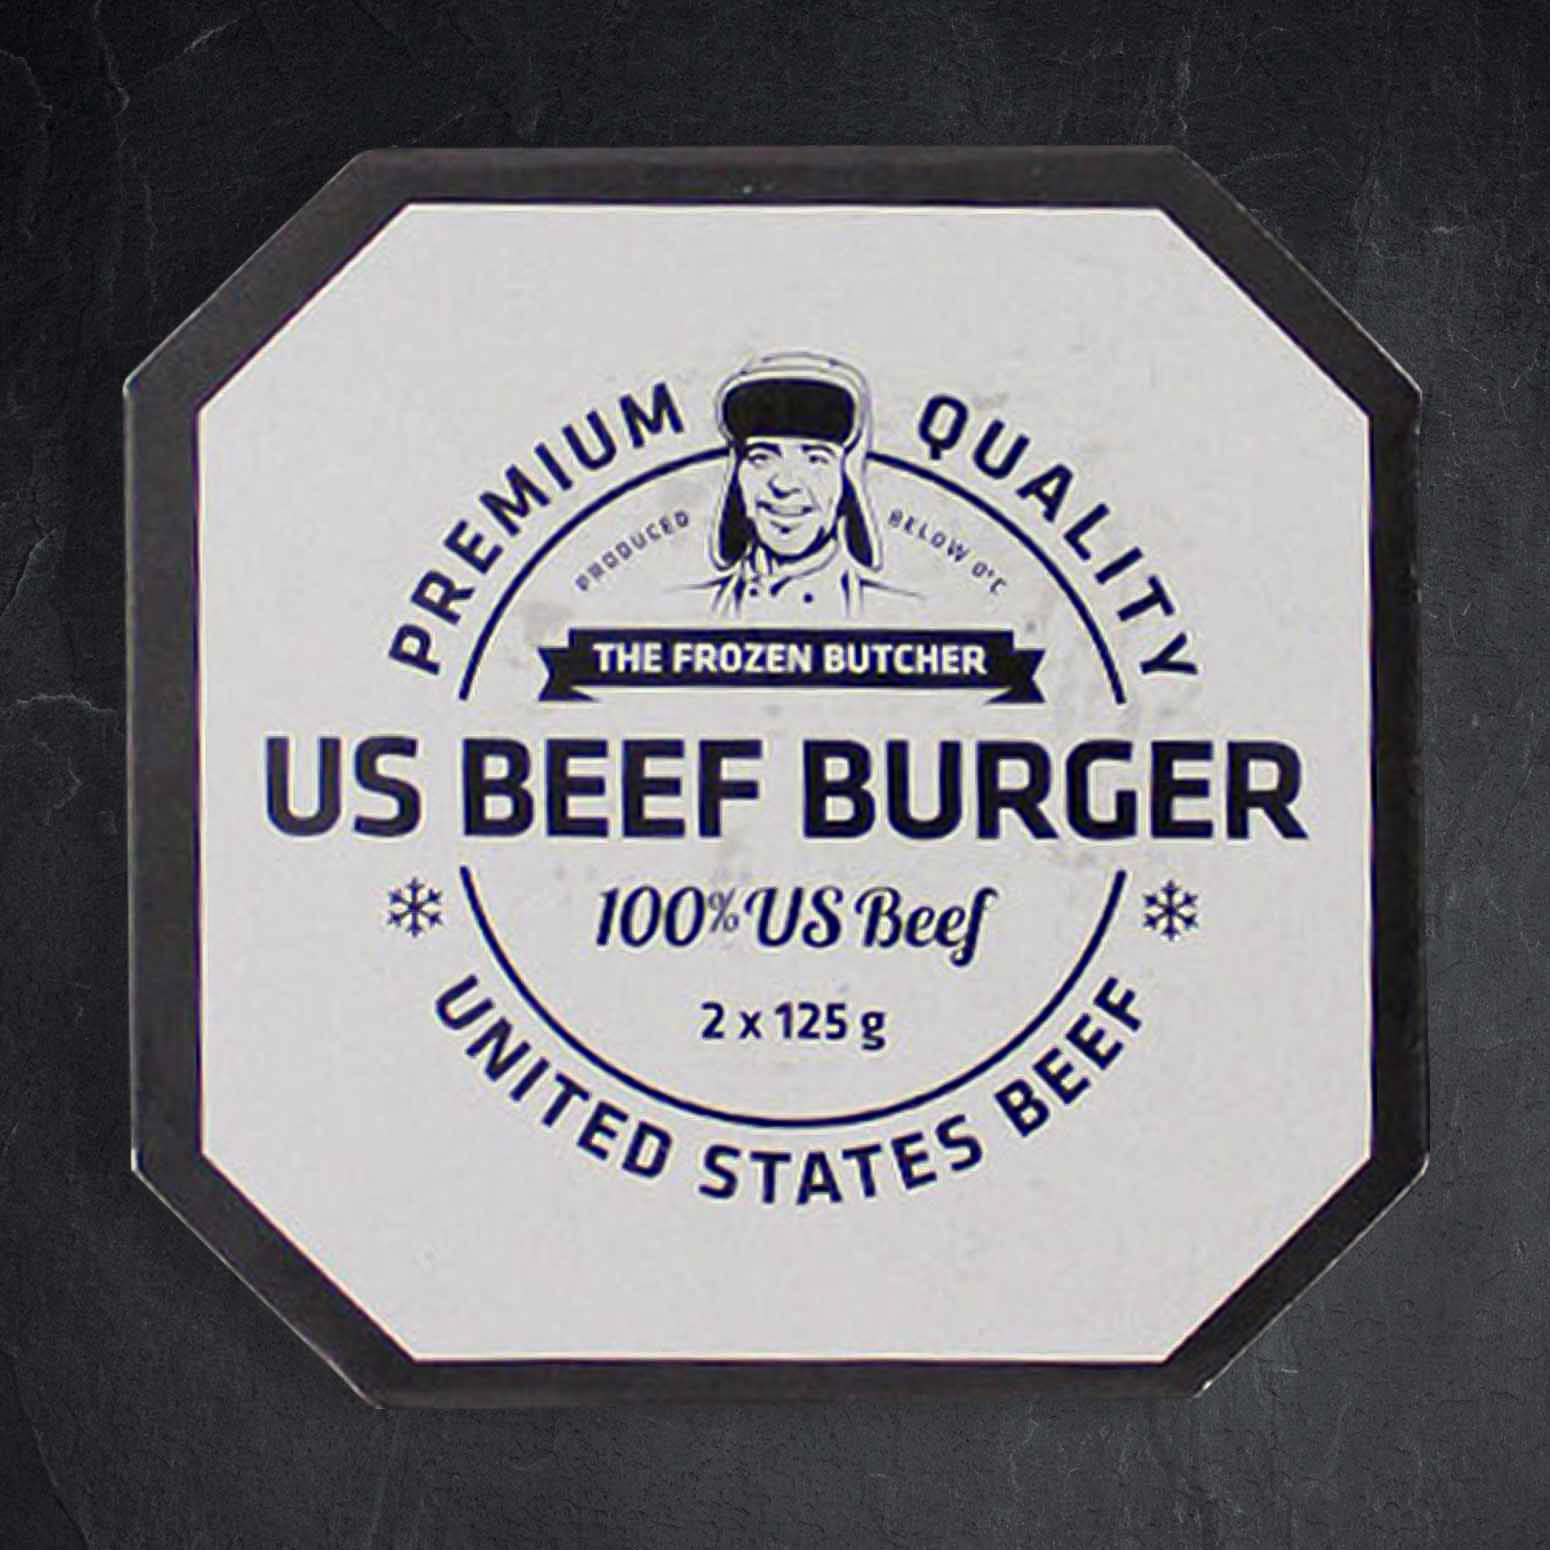 PREMIUM QUALITY
PRODUCED BELOW 0°C
THE FROZEN BUTCHER
US BEEF BURGER
100% US Beef
2 x 125 g
UNITED STATES BEEF